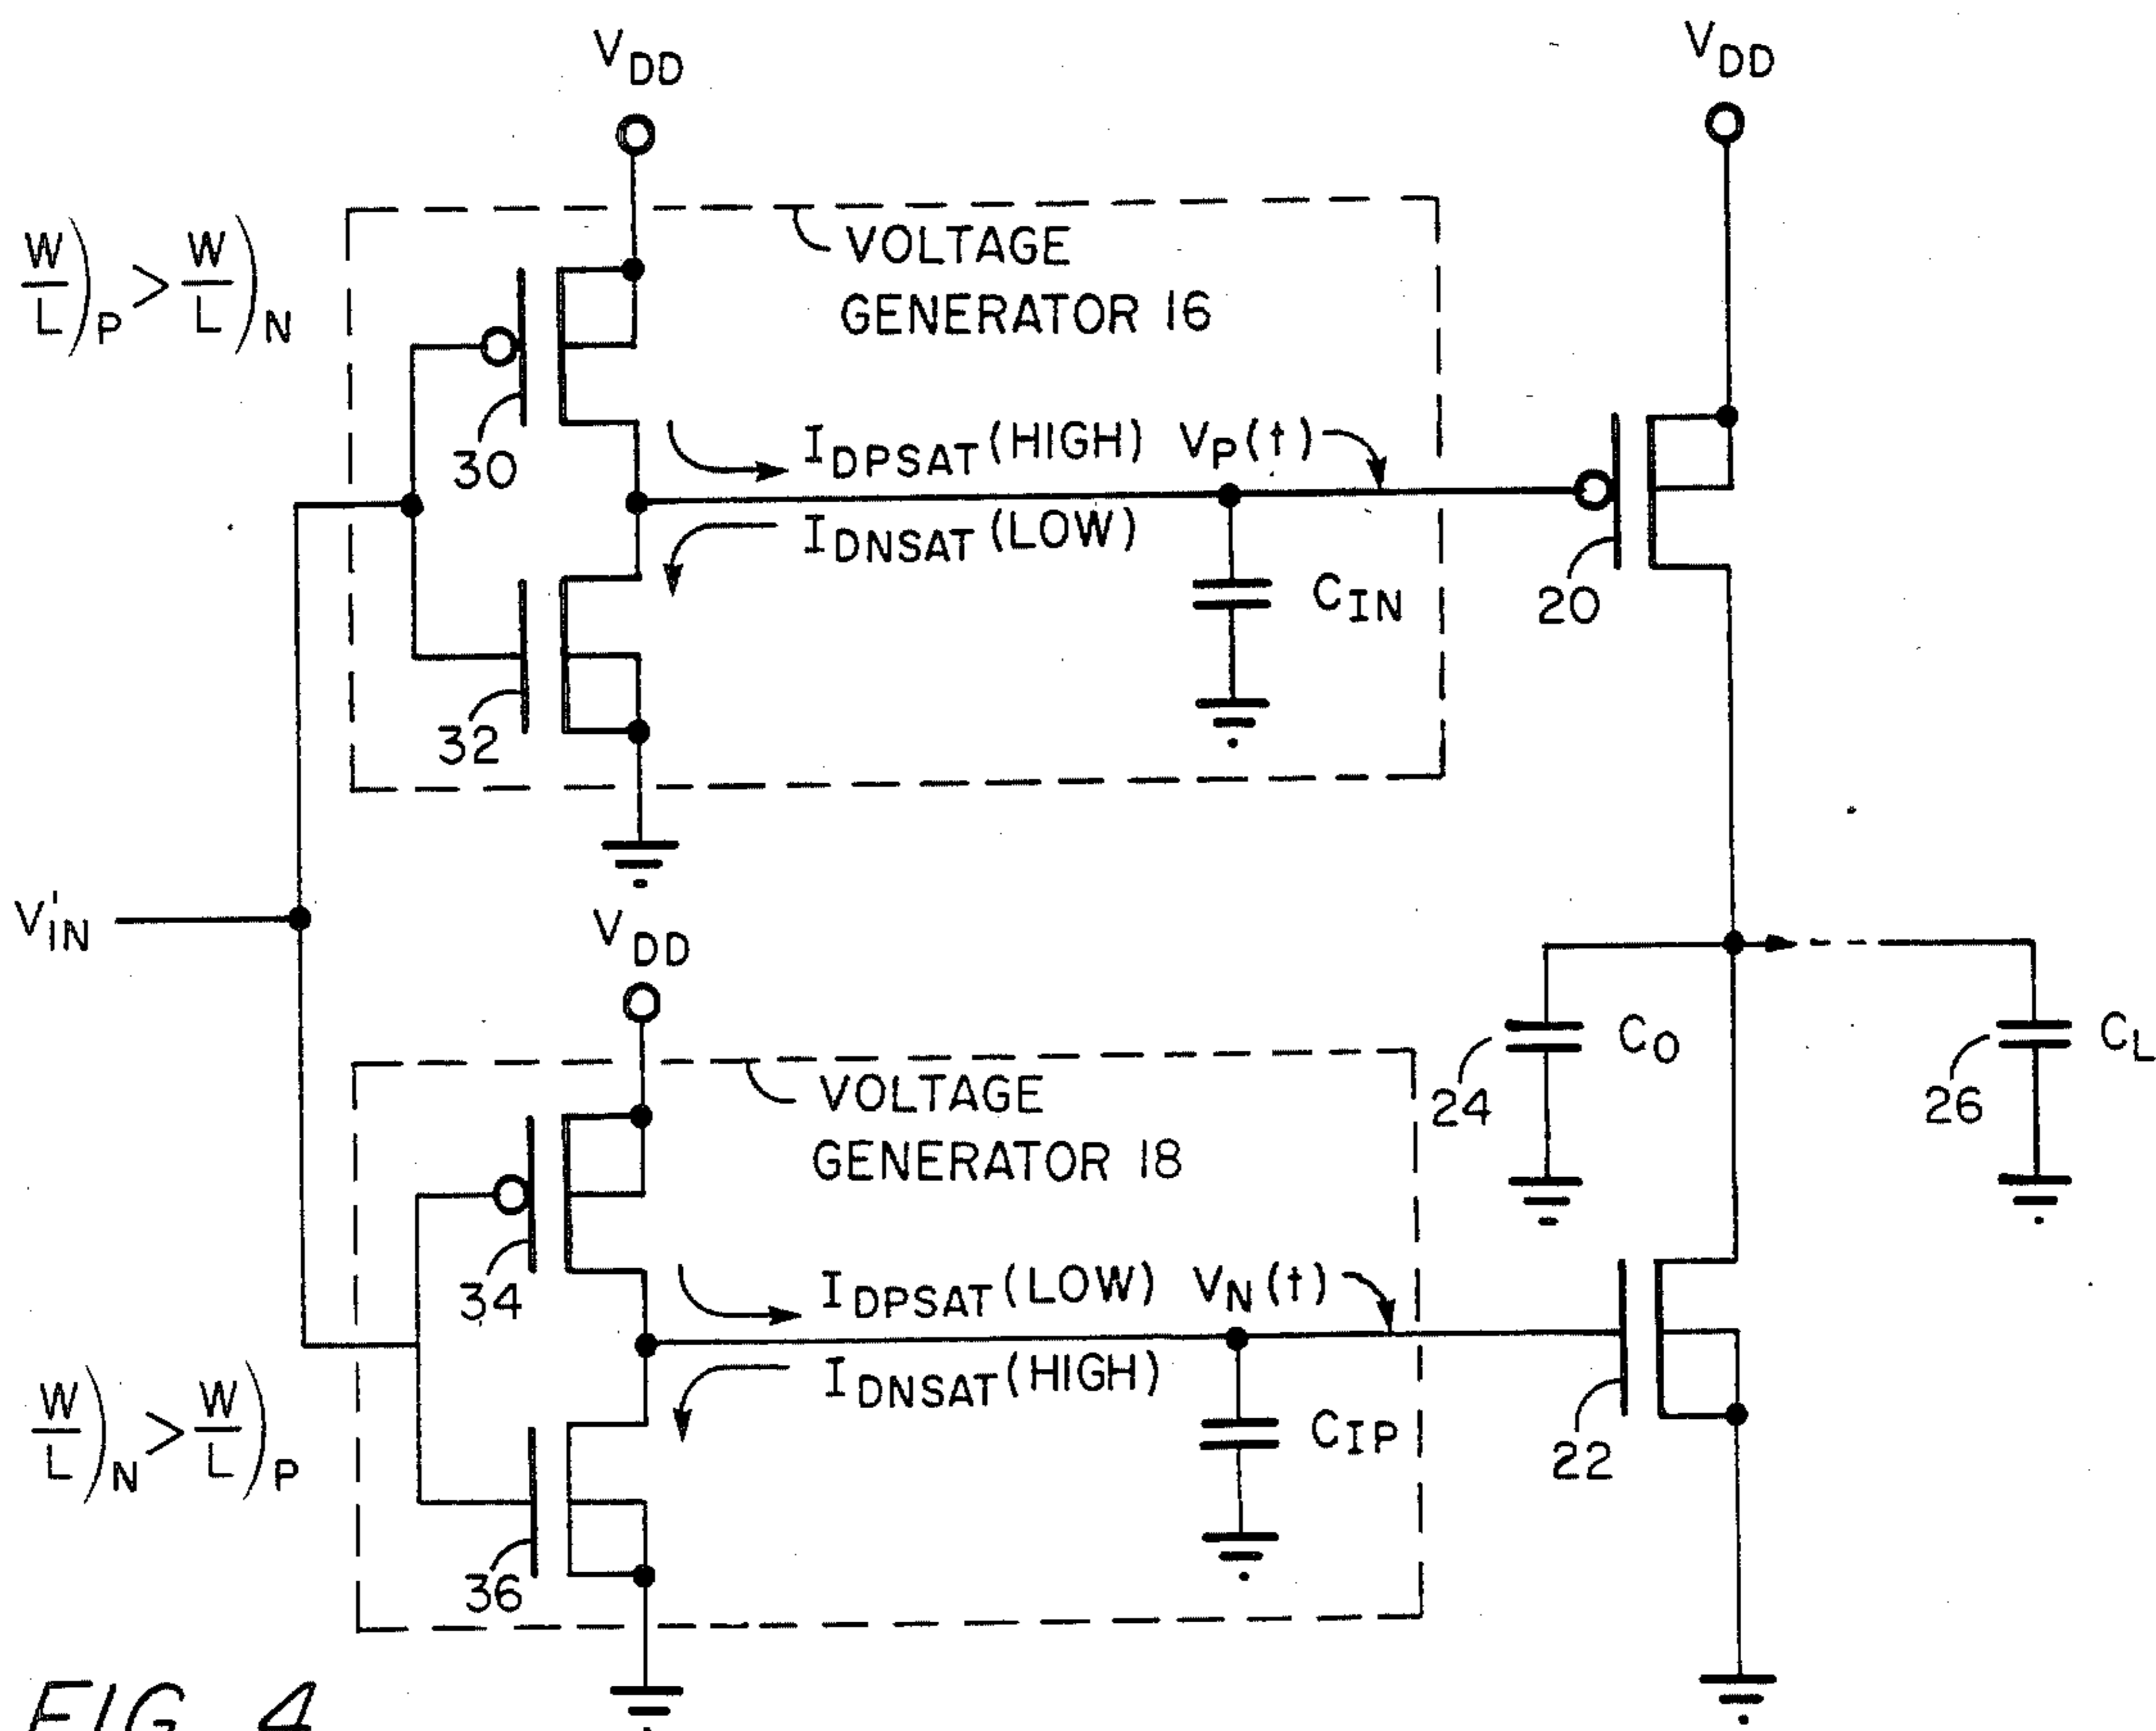 VDD
VDD
W/L)P > W/L)N
VOLTAGE
GENERATOR 16
30
IDPSAT (HIGH) VP(t)
IDNSAT (LOW)
CIN
20
32
V'IN
VDD
CO
CL
24
26
VOLTAGE
GENERATOR 18
34
IDPSAT (LOW) VN(t)
IDNSAT (HIGH)
W/L)N > W/L)P
CIP
22
36
FIG. 4